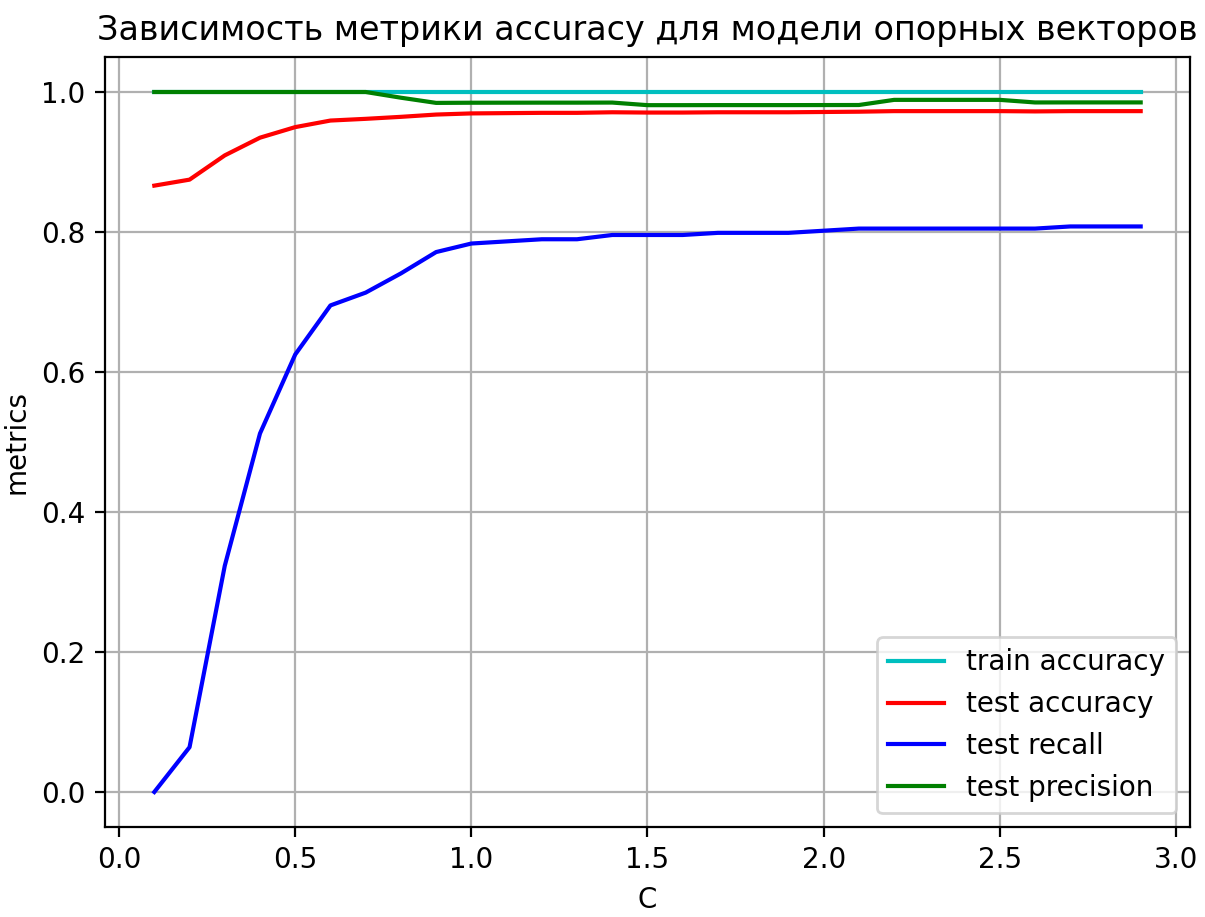 Зависимость метрики accuracy для модели опорных векторов
1.0
0.8
0.6
0.4
0.2
0.0
metrics
train accuracy
test accuracy
test recall
test precision
0.0 0.5 1.0 1.5 2.0 2.5 3.0
C